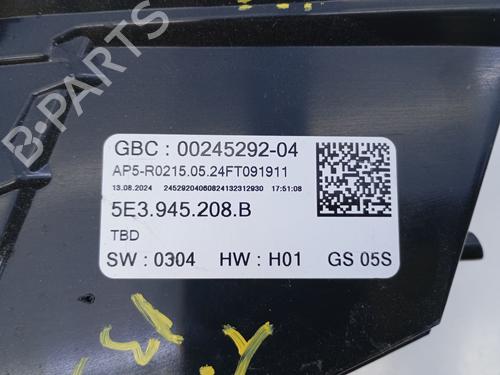 GBC : 00245292-04
AP5-R0215.05.24FT091911
13.08.2024 2452920406082413231293​0 17:51:08
5E3.945.208.B
TBD
SW : 0304 HW : H01 GS 05S
B-PARTS